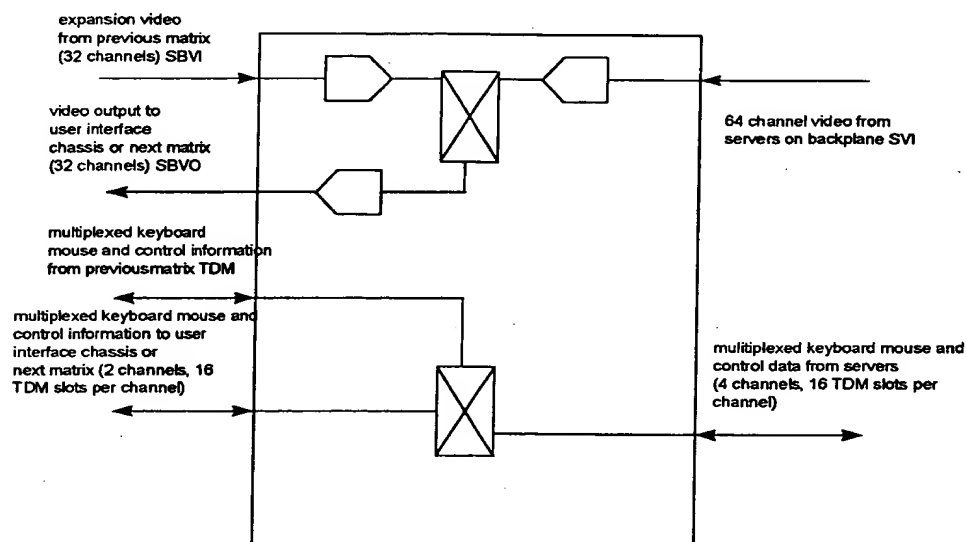 expansion video
from previous matrix
(32 channels) SBVI
video output to
user interface
chassis or next matrix
(32 channels) SBVO
64 channel video from
servers on backplane SVI
multiplexed keyboard
mouse and control information
from previousmatrix TDM
multiplexed keyboard mouse and
control information to user
interface chassis or
next matrix (2 channels, 16
TDM slots per channel)
mulitiplexed keyboard mouse and
control data from servers
(4 channels, 16 TDM slots per
channel)